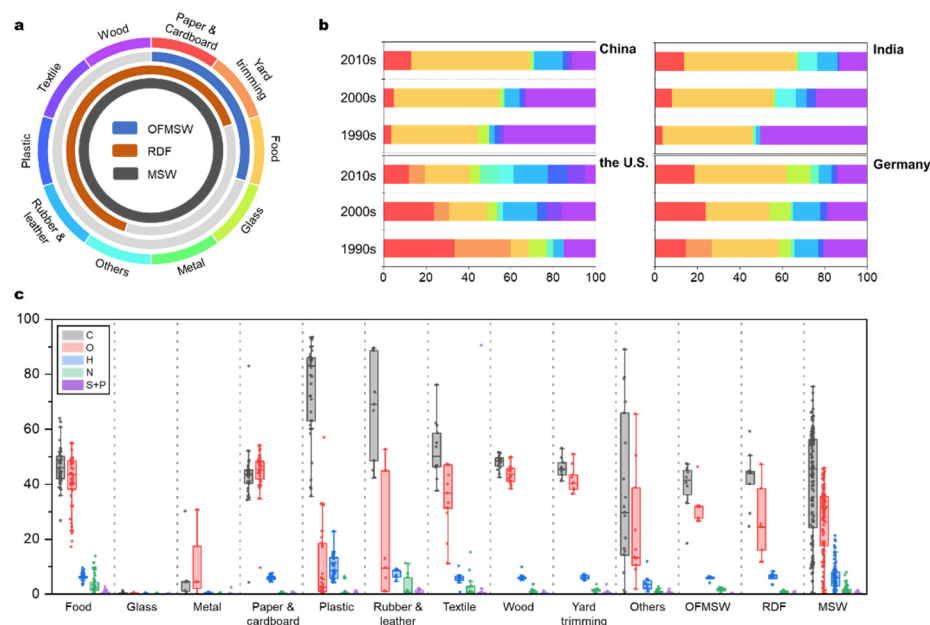 a
Wood
Paper &
Cardboard
Yard
trimming
Food
Glass
Metal
Others
Rubber &
leather
Plastic
Textile
OFMSW
RDF
MSW
b
China
2010s
2000s
1990s
India
the U.S.
2010s
2000s
1990s
0 20 40 60 80 100
Germany
0 20 40 60 80 100
c
100
80
60
40
20
0
C
O
H
N
S+P
Food Glass Metal Paper & cardboard Plastic Rubber & leather Textile Wood Yard trimming Others OFMSW RDF MSW